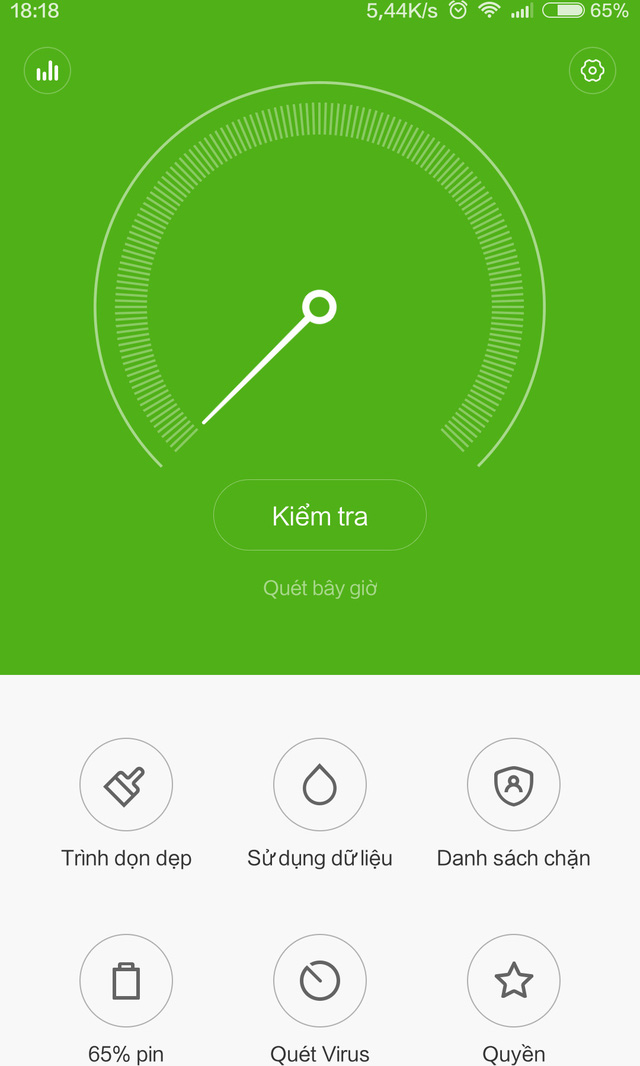 18:18 5,44K/s 65%
Kiểm tra
Quét bây giờ
Trình dọn dẹp Sử dụng dữ liệu Danh sách chặn
65% pin Quét Virus Quyền